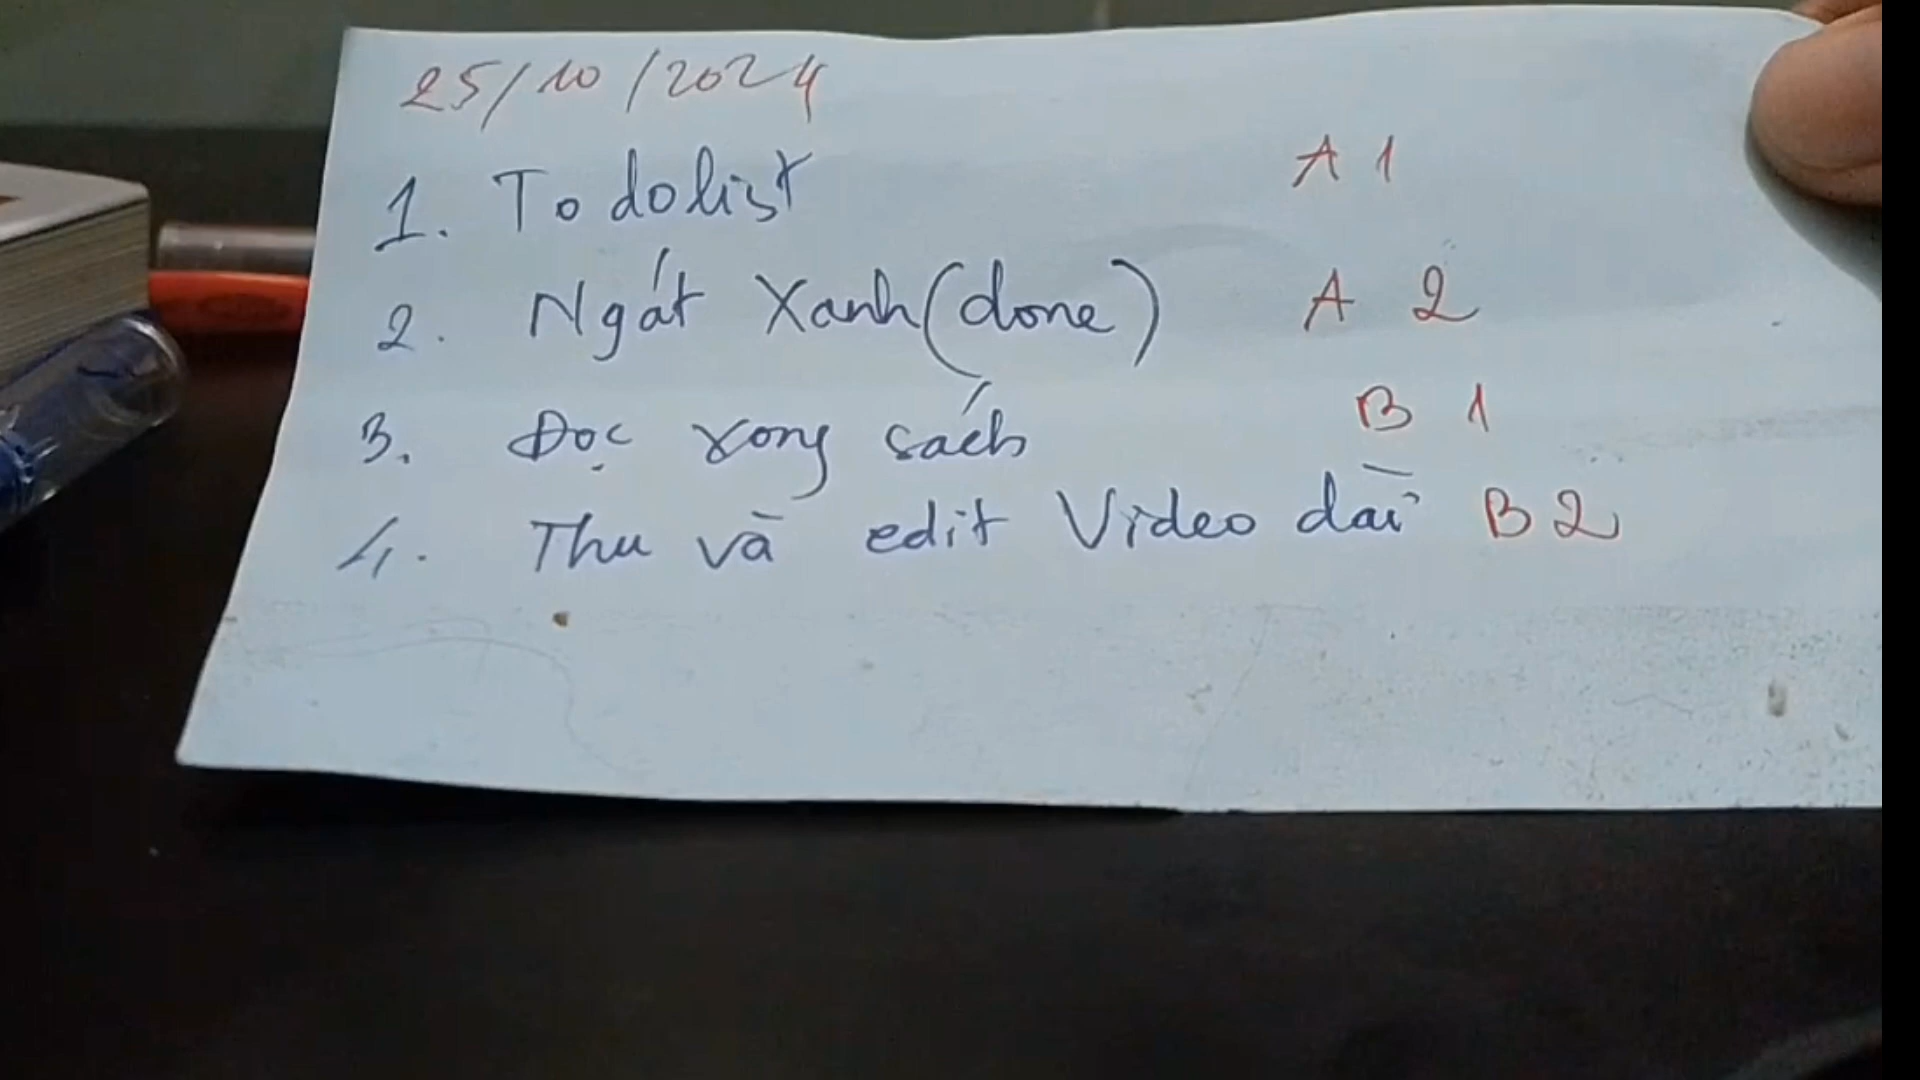 25/10/2024
1. To do list A 1
2. Ngát Xanh (done) A 2
3. Đọc xong sách B 1
4. Thu và edit Video dài B 2